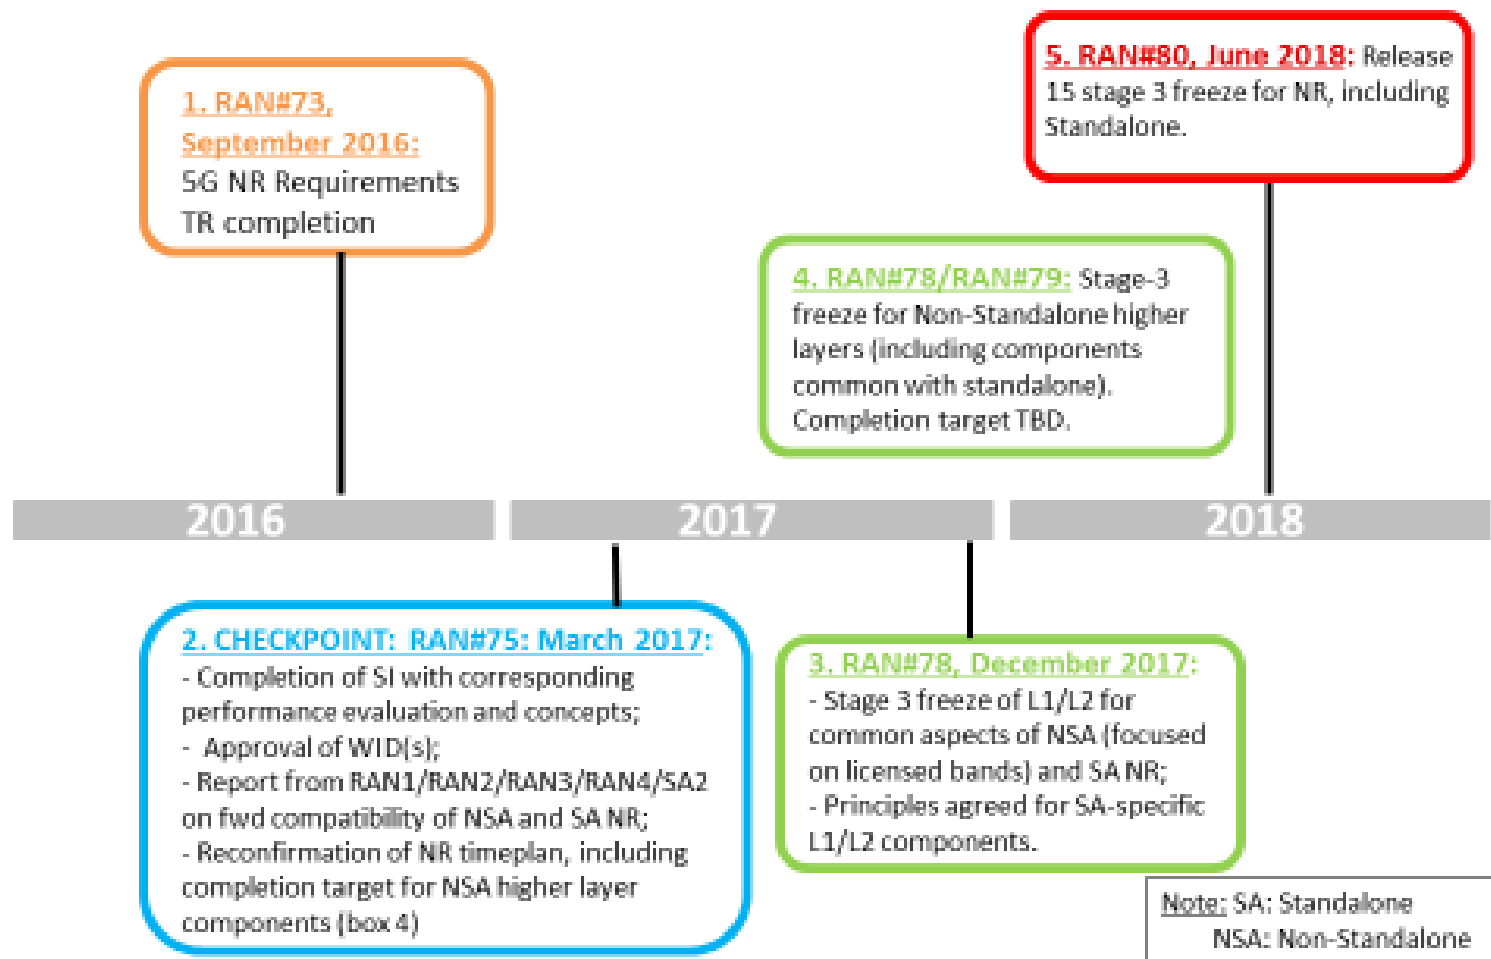 1. RAN#73,
September 2016:
5G NR Requirements
TR completion
5. RAN#80, June 2018: Release
15 stage 3 freeze for NR, including
Standalone.
4. RAN#78/RAN#79: Stage-3
freeze for Non-Standalone higher
layers (including components
common with standalone).
Completion target TBD.
2016
2017
2018
2. CHECKPOINT: RAN#75: March 2017:
- Completion of SI with corresponding
performance evaluation and concepts;
- Approval of WID(s);
- Report from RAN1/RAN2/RAN3/RAN4/SA2
on fwd compatibility of NSA and SA NR;
- Reconfirmation of NR timeplan, including
completion target for NSA higher layer
components (box 4)
3. RAN#78, December 2017:
- Stage 3 freeze of L1/L2 for
common aspects of NSA (focused
on licensed bands) and SA NR;
- Principles agreed for SA-specific
L1/L2 components.
Note: SA: Standalone
NSA: Non-Standalone